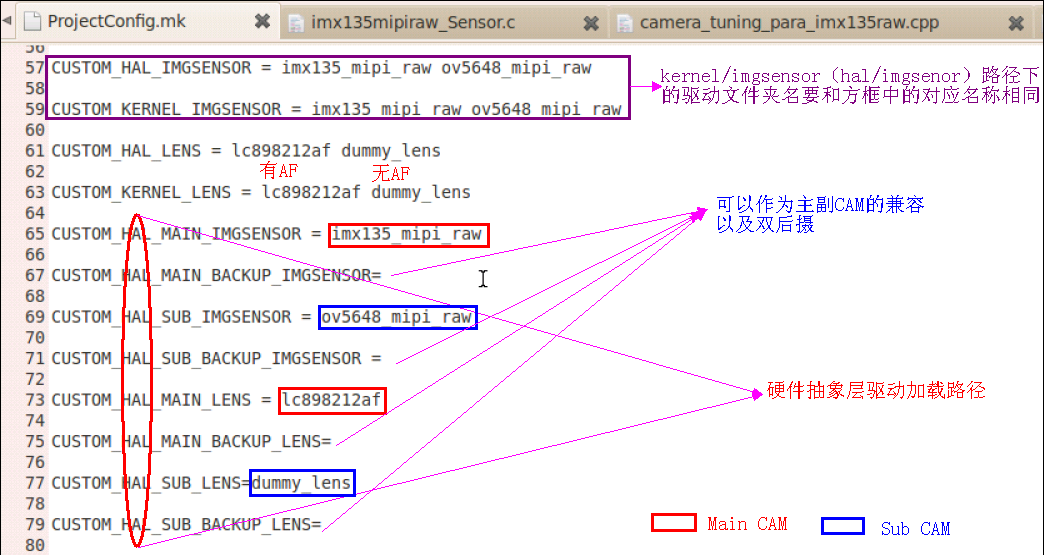 ProjectConfig.mk imx135mipiraw_Sensor.c camera_tuning_para_imx135raw.cpp
56
57 CUSTOM_HAL_IMGSENSOR = imx135_mipi_raw ov5648_mipi_raw
kernel/imgsensor（hal/imgsenor）路径下
的驱动文件夹名要和方框中的对应名称相同
58
59 CUSTOM_KERNEL_IMGSENSOR = imx135_mipi_raw ov5648_mipi_raw
60
61 CUSTOM_HAL_LENS = lc898212af dummy_lens
62
有AF 无AF
63 CUSTOM_KERNEL_LENS = lc898212af dummy_lens
可以作为主副CAM的兼容
以及双后摄
64
65 CUSTOM_HAL_MAIN_IMGSENSOR = imx135_mipi_raw
66
67 CUSTOM_HAL_MAIN_BACKUP_IMGSENSOR=
68
69 CUSTOM_HAL_SUB_IMGSENSOR = ov5648_mipi_raw
70
71 CUSTOM_HAL_SUB_BACKUP_IMGSENSOR =
72
硬件抽象层驱动加载路径
73 CUSTOM_HAL_MAIN_LENS = lc898212af
74
75 CUSTOM_HAL_MAIN_BACKUP_LENS=
76
77 CUSTOM_HAL_SUB_LENS=dummy_lens
78
79 CUSTOM_HAL_SUB_BACKUP_LENS=
80
Main CAM Sub CAM